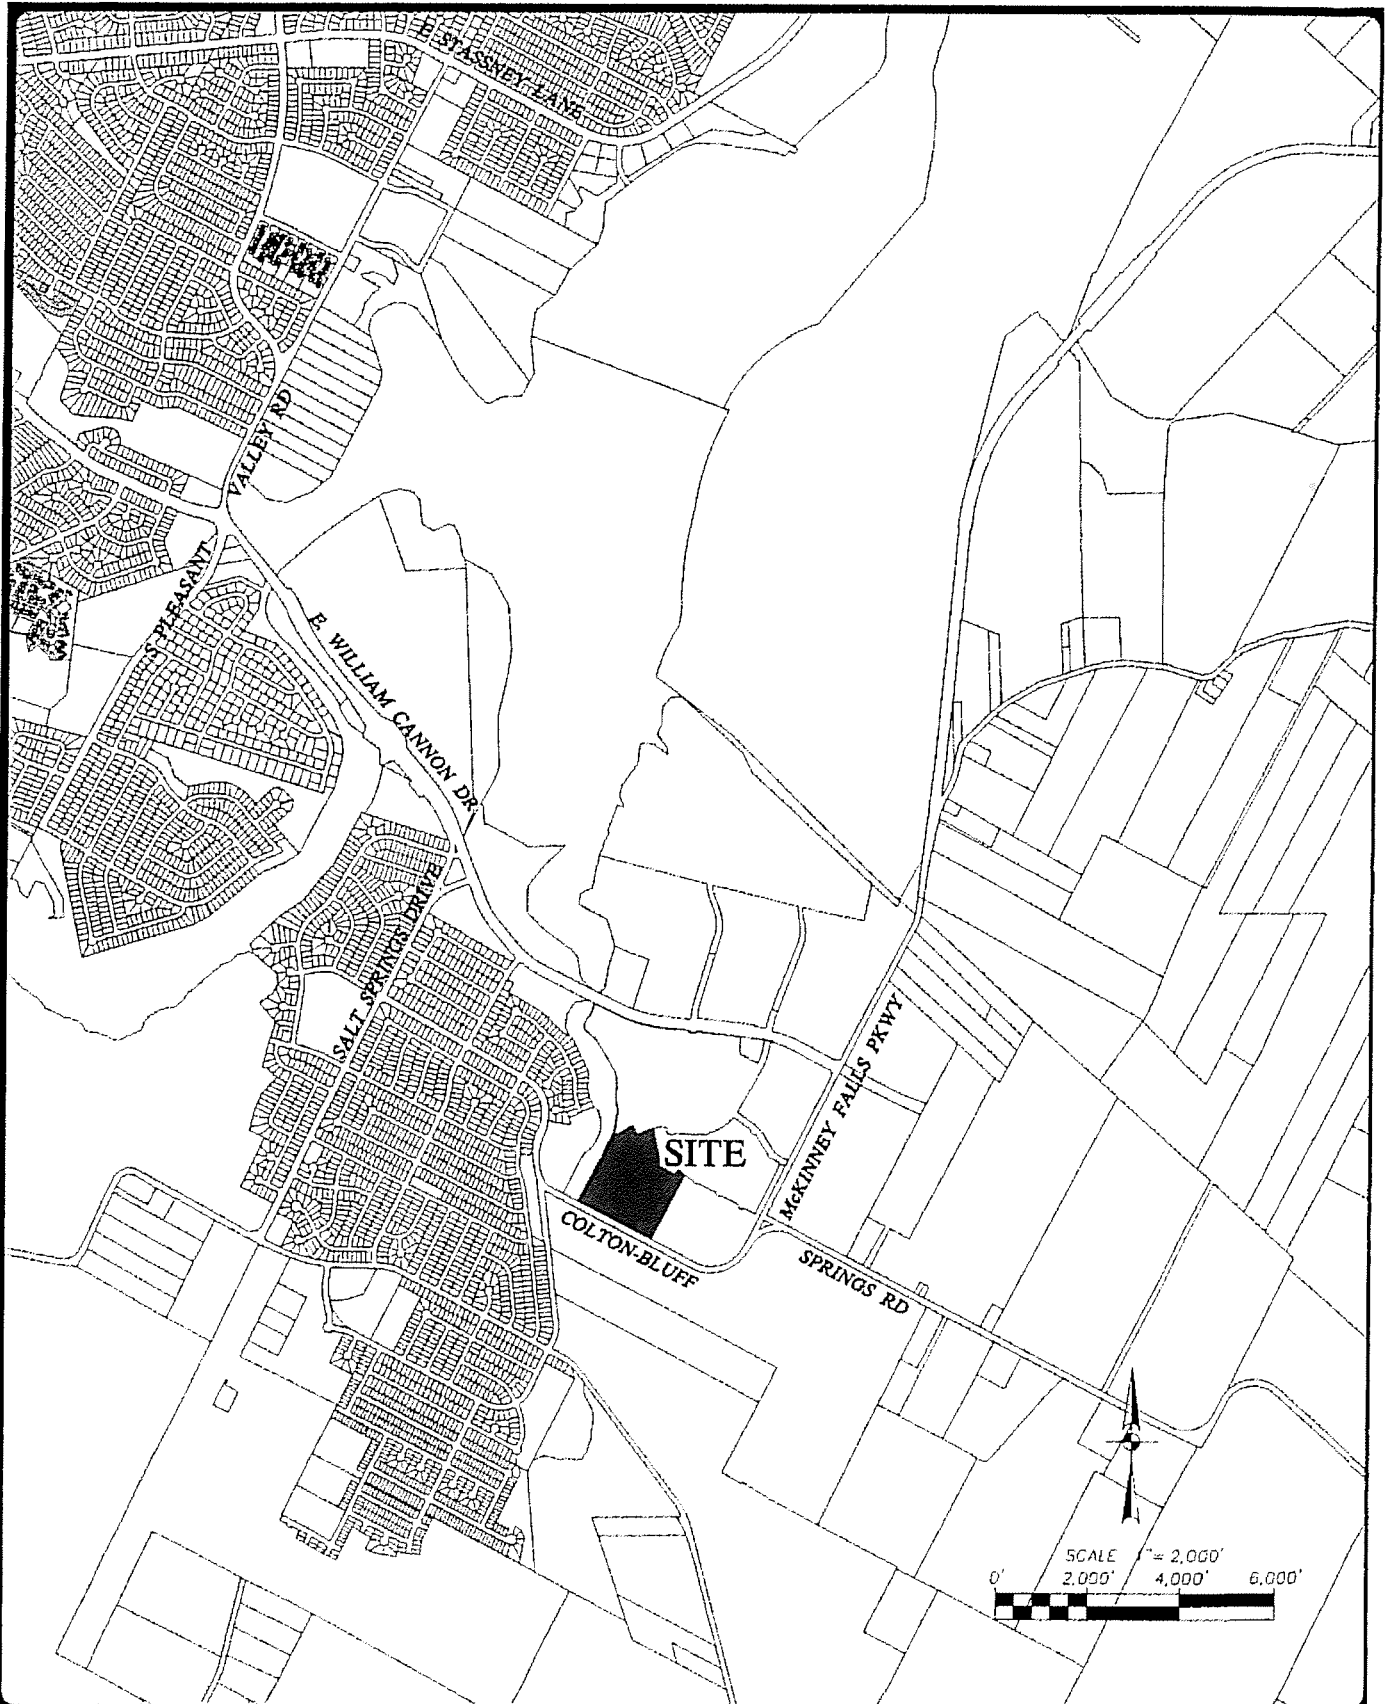 E STASSNEY LANE
VALLEY RD
S PLEASANT
E. WILLIAM CANNON DR
SALT SPRINGS DRIVE
McKINNEY FALLS PKWY
SITE
COLTON-BLUFF
SPRINGS RD
SCALE 1"= 2,000'
0' 2,000' 4,000' 6,000'